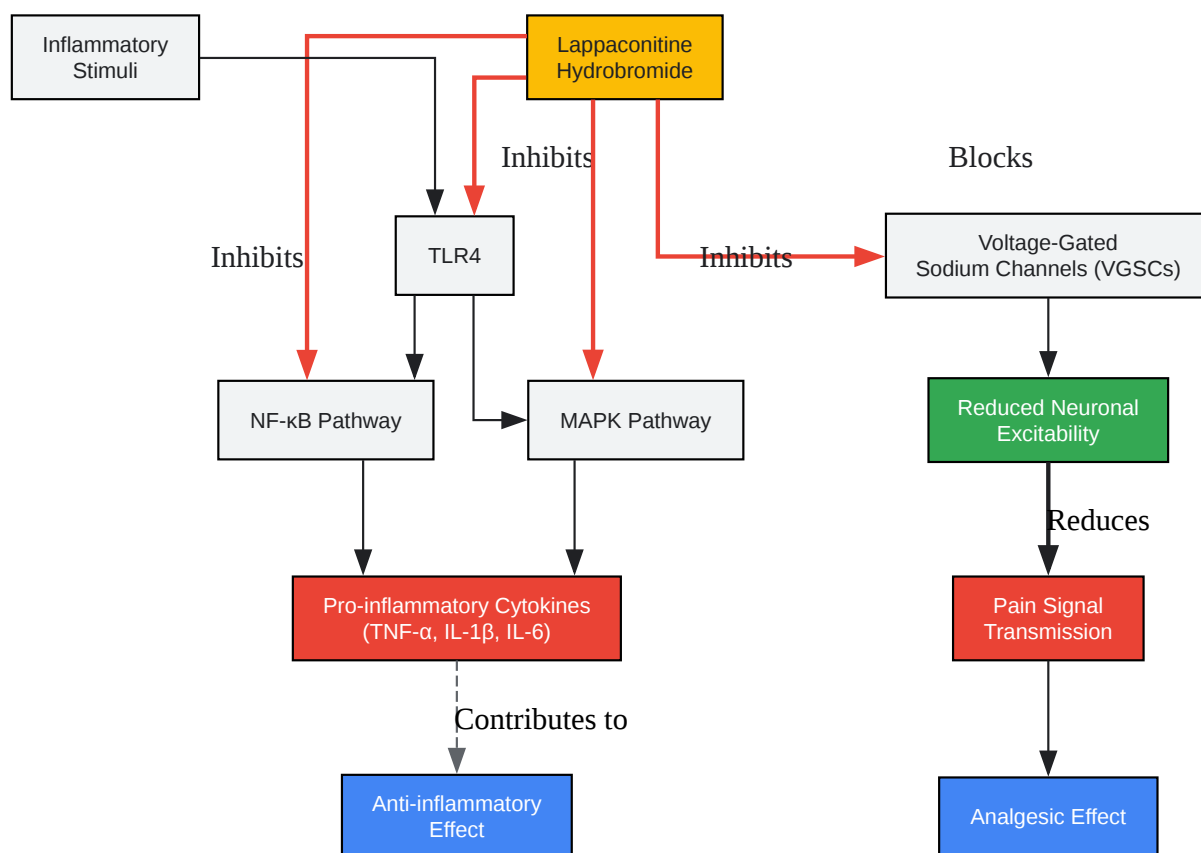 Inflammatory
Stimuli
Lappaconitine
Hydrobromide
Inhibits
Blocks
Inhibits
TLR4
Inhibits
Voltage-Gated
Sodium Channels (VGSCs)
NF-κB Pathway
MAPK Pathway
Reduced Neuronal
Excitability
Reduces
Pro-inflammatory Cytokines
(TNF-α, IL-1β, IL-6)
Pain Signal
Transmission
Contributes to
Anti-inflammatory
Effect
Analgesic Effect